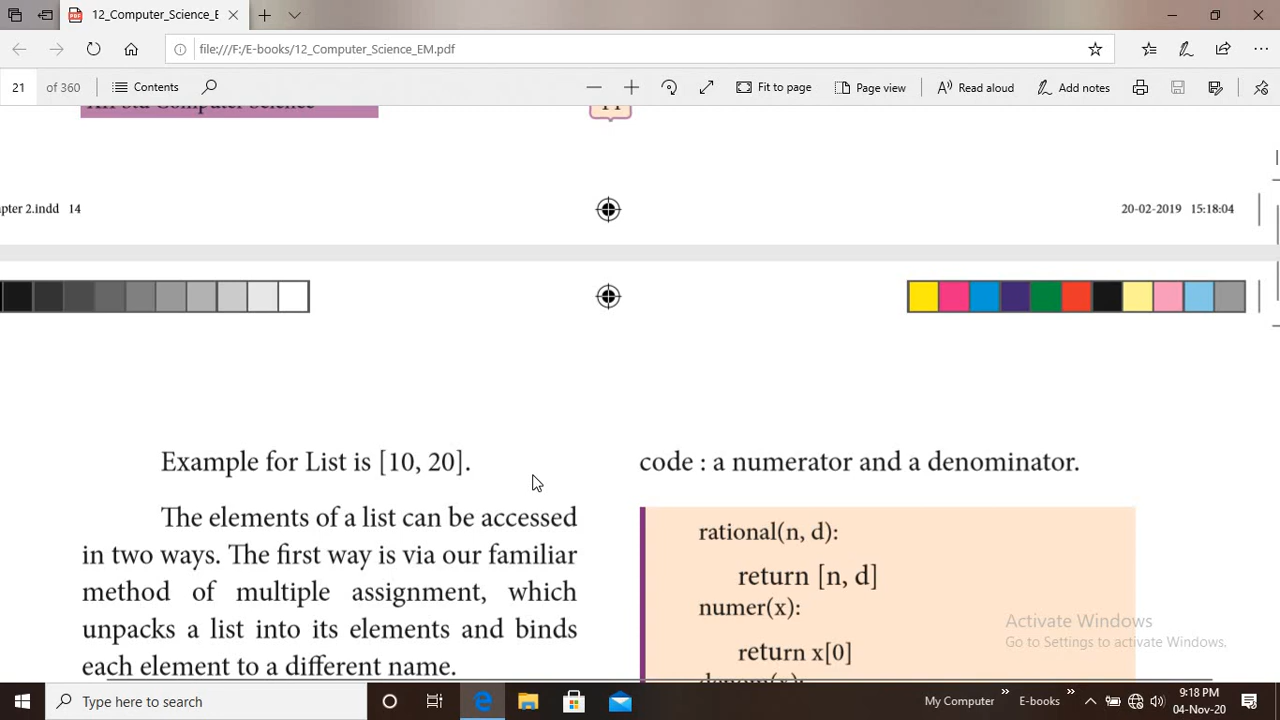 12_Computer_Science_E
file:///F:/E-books/12_Computer_Science_EM.pdf
21 of 360 Contents Fit to page Page view Read aloud Add notes
XII Std Computer Science
pter 2.indd 14
20-02-2019 15:18:04
Example for List is [10, 20].
The elements of a list can be accessed
in two ways. The first way is via our familiar
method of multiple assignment, which
unpacks a list into its elements and binds
each element to a different name.
code : a numerator and a denominator.
rational(n, d):
return [n, d]
numer(x):
return x[0]
denom(x):
Activate Windows
Go to Settings to activate Windows.
Type here to search
My Computer
E-books
9:18 PM
04-Nov-20